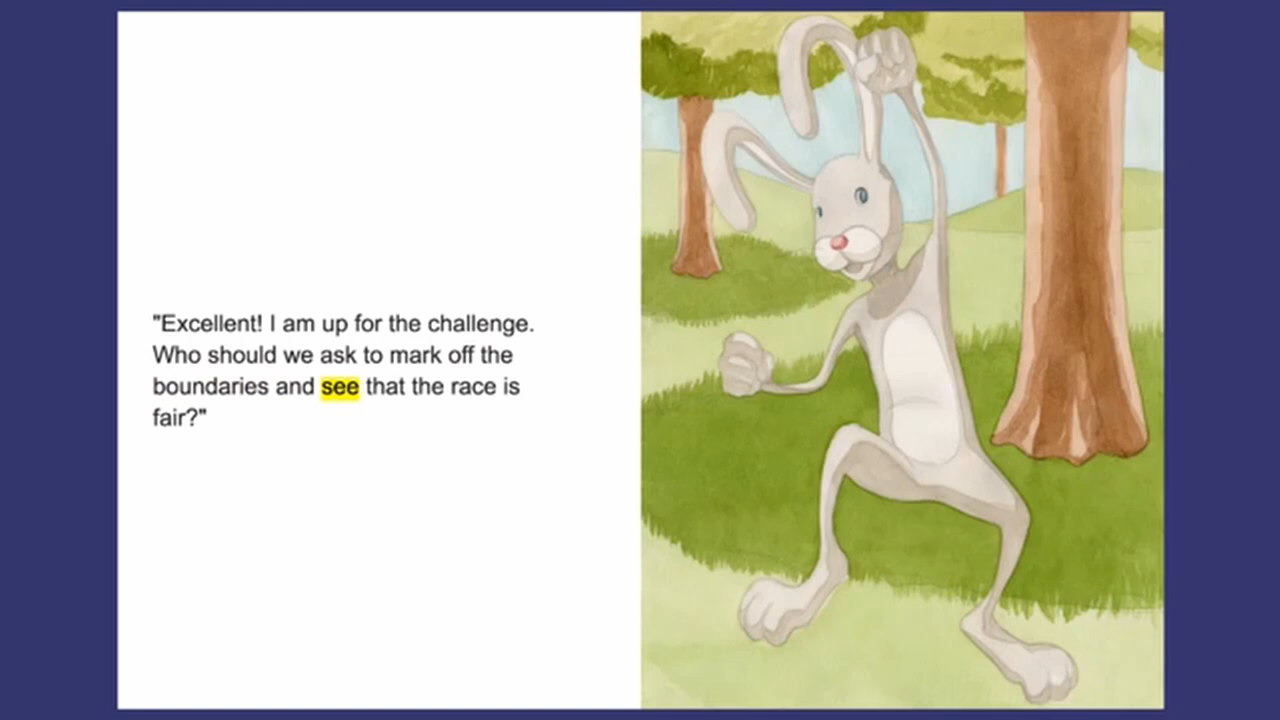 "Excellent! I am up for the challenge.
Who should we ask to mark off the
boundaries and see that the race is
fair?"